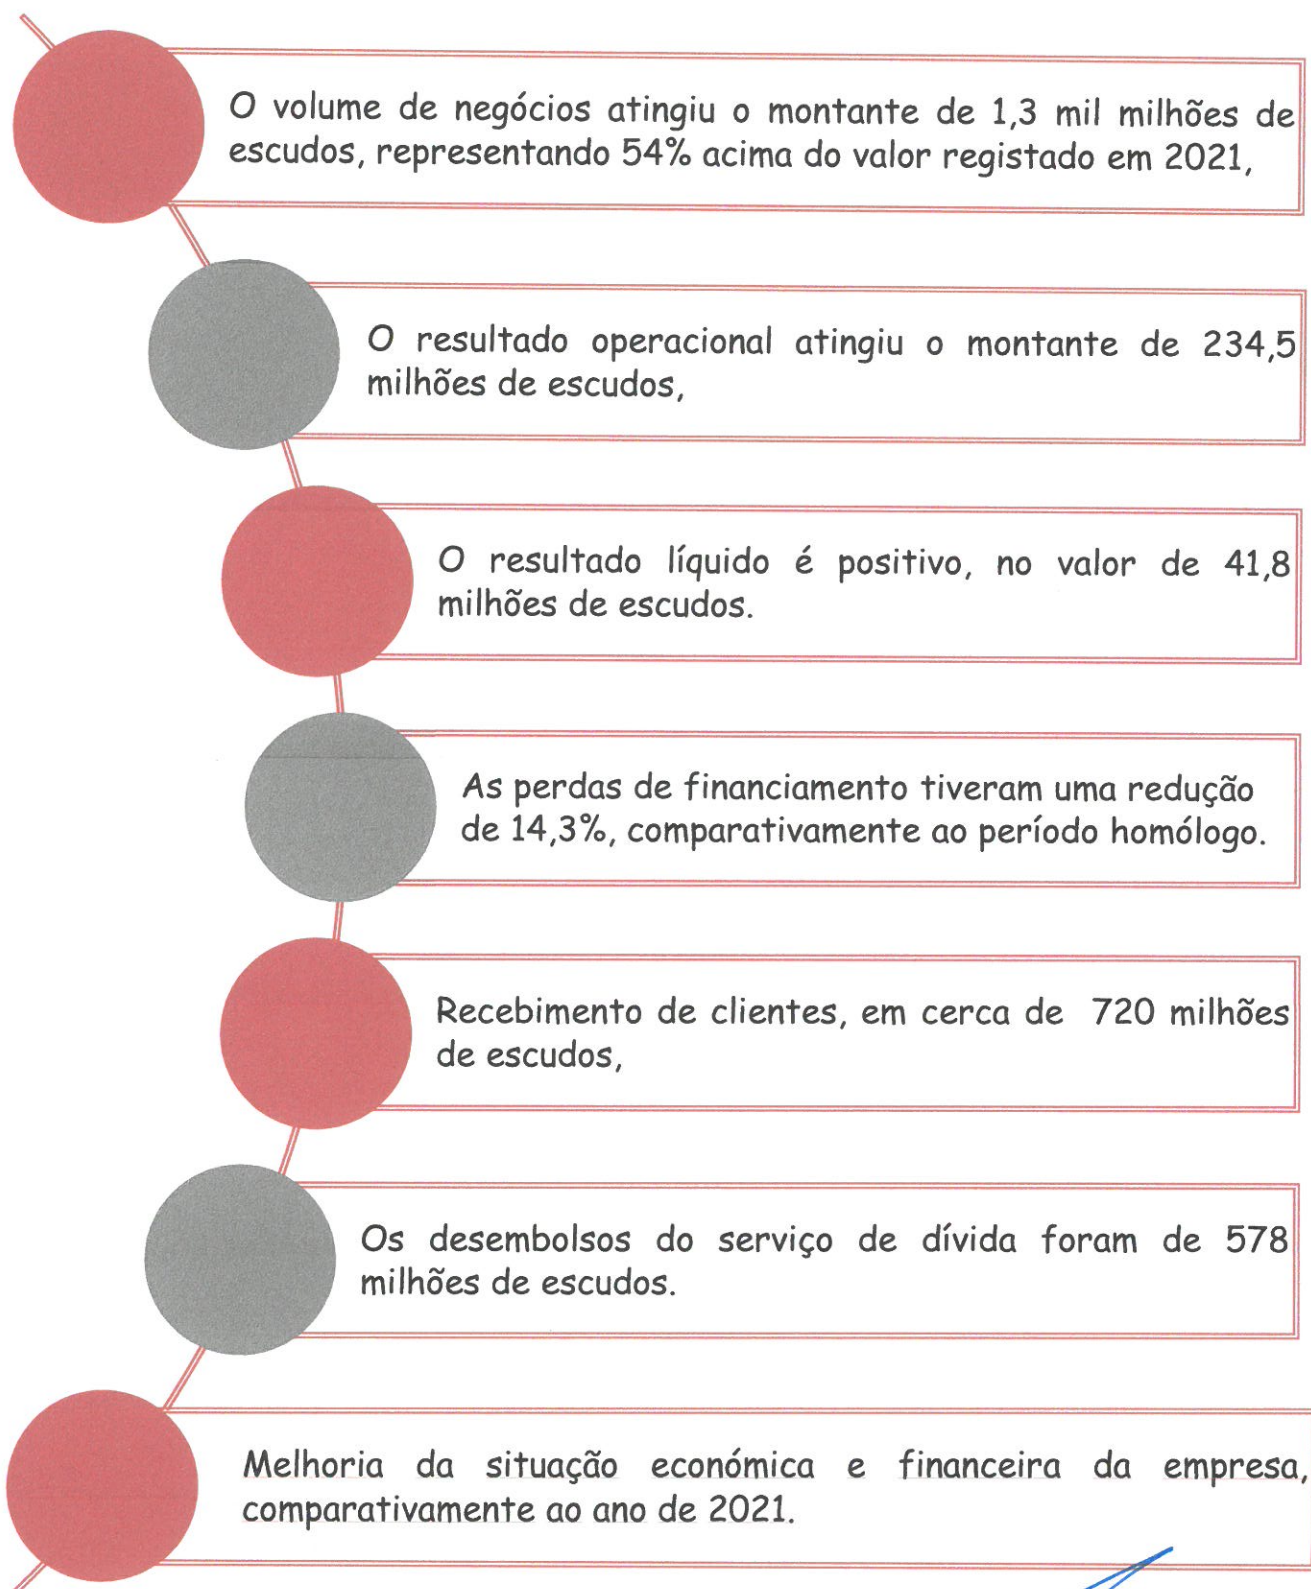 O volume de negócios atingiu o montante de 1,3 mil milhões de
escudos, representando 54% acima do valor registado em 2021,
O resultado operacional atingiu o montante de 234,5
milhões de escudos,
O resultado líquido é positivo, no valor de 41,8
milhões de escudos.
As perdas de financiamento tiveram uma redução
de 14,3%, comparativamente ao período homólogo.
Recebimento de clientes, em cerca de 720 milhões
de escudos,
Os desembolsos do serviço de dívida foram de 578
milhões de escudos.
Melhoria da situação económica e financeira da empresa,
comparativamente ao ano de 2021.